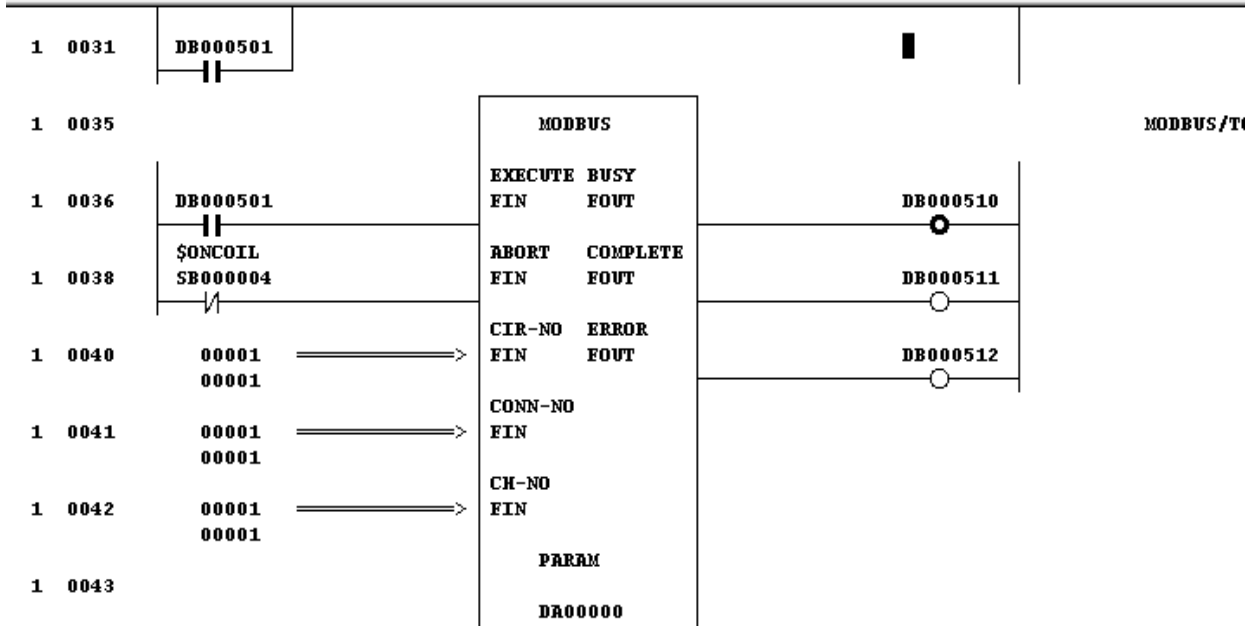 1 0031 DB000501
1 0035 MODBUS MODBUS/T
EXECUTE BUSY
1 0036 DB000501 FIN FOUT DB000510
$ONCOIL ABORT COMPLETE
1 0038 SB000004 FIN FOUT DB000511
CIR-NO ERROR
1 0040 00001 FIN FOUT DB000512
00001
CONN-NO
1 0041 00001 FIN
00001
CH-NO
1 0042 00001 FIN
00001
PARAM
1 0043
DA00000